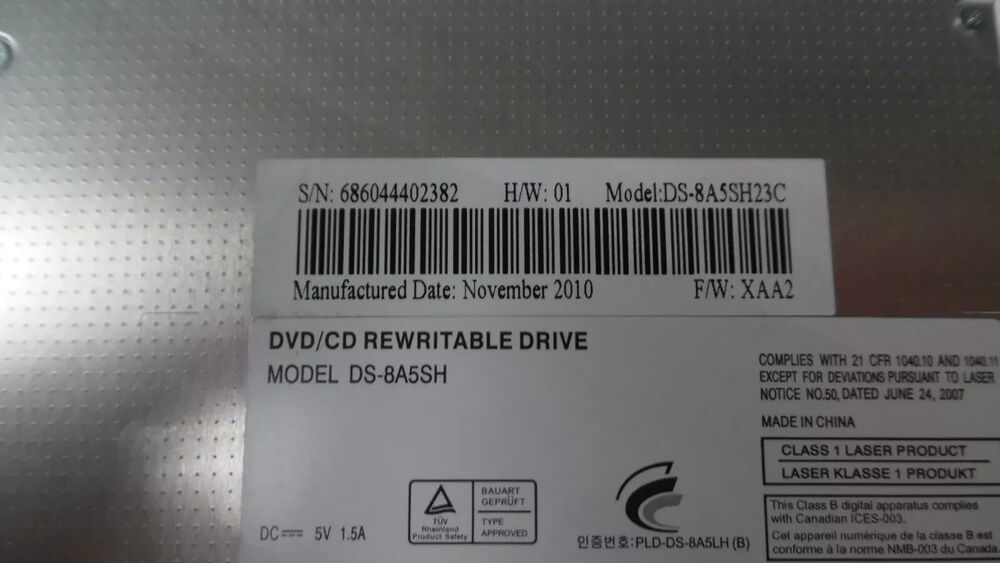 S/N: 686044402382 H/W: 01 Model:DS-8A5SH23C
Manufactured Date: November 2010 F/W: XAA2
DVD/CD REWRITABLE DRIVE
MODEL DS-8A5SH
COMPLIES WITH 21 CFR 1040.10 AND 1040.11
EXCEPT FOR DEVIATIONS PURSUANT TO LASER
NOTICE NO.50, DATED JUNE 24, 2007
MADE IN CHINA
CLASS 1 LASER PRODUCT
LASER KLASSE 1 PRODUKT
DC 5V 1.5A
TÜV
Rheinland
Product Safety
BAUART
GEPRÜFT
TYPE
APPROVED
인증번호:PLD-DS-8A5LH (B)
This Class B digital apparatus complies
with Canadian ICES-003.
Cet appareil numérique de la classe B est
conforme à la norme NMB-003 du Canada.